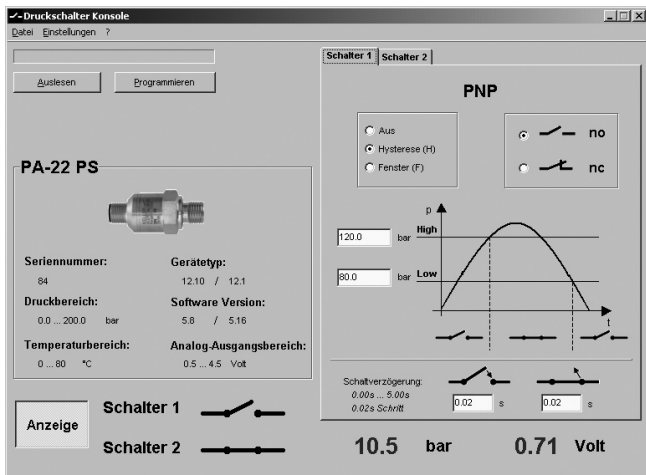 Druckschalter Konsole
Datei Einstellungen ?
Auslesen Programmieren
PA-22 PS
Seriennummer: Gerätetyp:
84 12.10 / 12.1
Druckbereich: Software Version:
0.0 ... 200.0 bar 5.8 / 5.16
Temperaturbereich: Analog-Ausgangsbereich:
0 ... 80 °C 0.5 ... 4.5 Volt
Anzeige
Schalter 1
Schalter 2
Schalter 1 Schalter 2
PNP
Aus
Hysterese (H)
Fenster (F)
no
nc
p
120.0 bar High
80.0 bar Low
t
Schaltverzögerung:
0.00s ... 5.00s
0.02s Schritt
0.02 s 0.02 s
10.5 bar 0.71 Volt